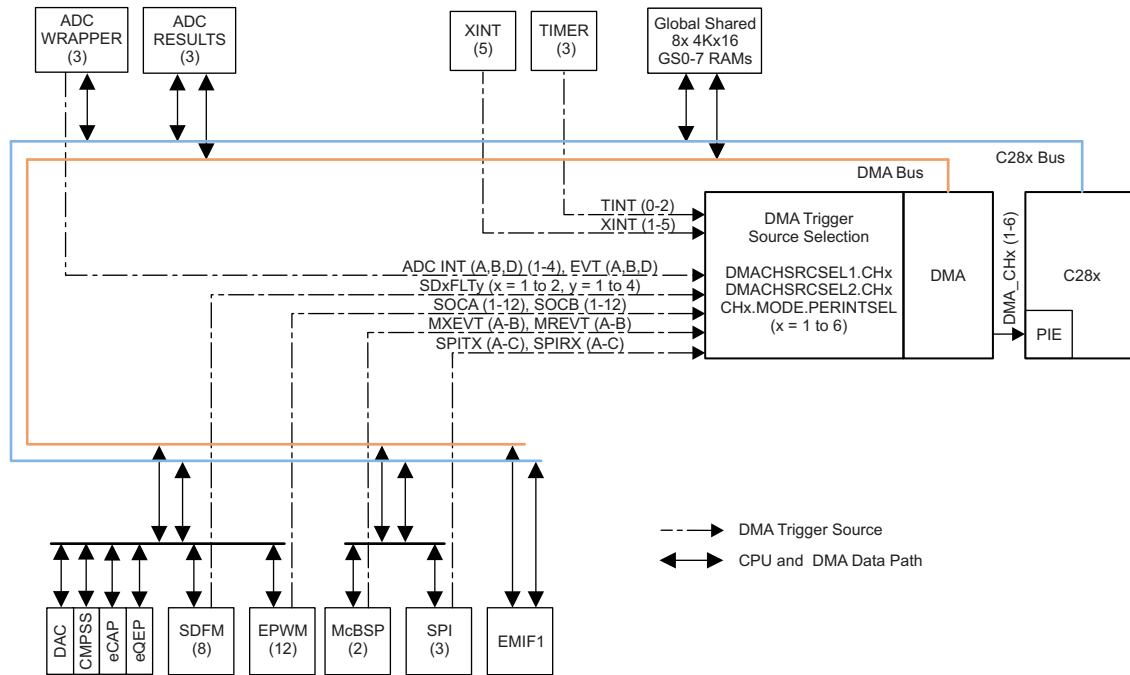 ADC
WRAPPER
(3)
ADC
RESULTS
(3)
XINT
(5)
TIMER
(3)
Global Shared
8x 4Kx16
GS0-7 RAMs
C28x Bus
DMA Bus
TINT (0-2)
XINT (1-5)
ADC INT (A,B,D) (1-4), EVT (A,B,D)
SDxFLTy (x = 1 to 2, y = 1 to 4)
SOCA (1-12), SOCB (1-12)
MXEVT (A-B), MREVT (A-B)
SPITX (A-C), SPIRX (A-C)
DMA Trigger
Source Selection
DMACHSRCSEL1.CHx
DMACHSRCSEL2.CHx
CHx.MODE.PERINTSEL
(x = 1 to 6)
DMA
DMA_CHx (1-6)
C28x
PIE
DMA Trigger Source
CPU and DMA Data Path
DAC
CMPSS
eCAP
eQEP
SDFM
(8)
EPWM
(12)
McBSP
(2)
SPI
(3)
EMIF1